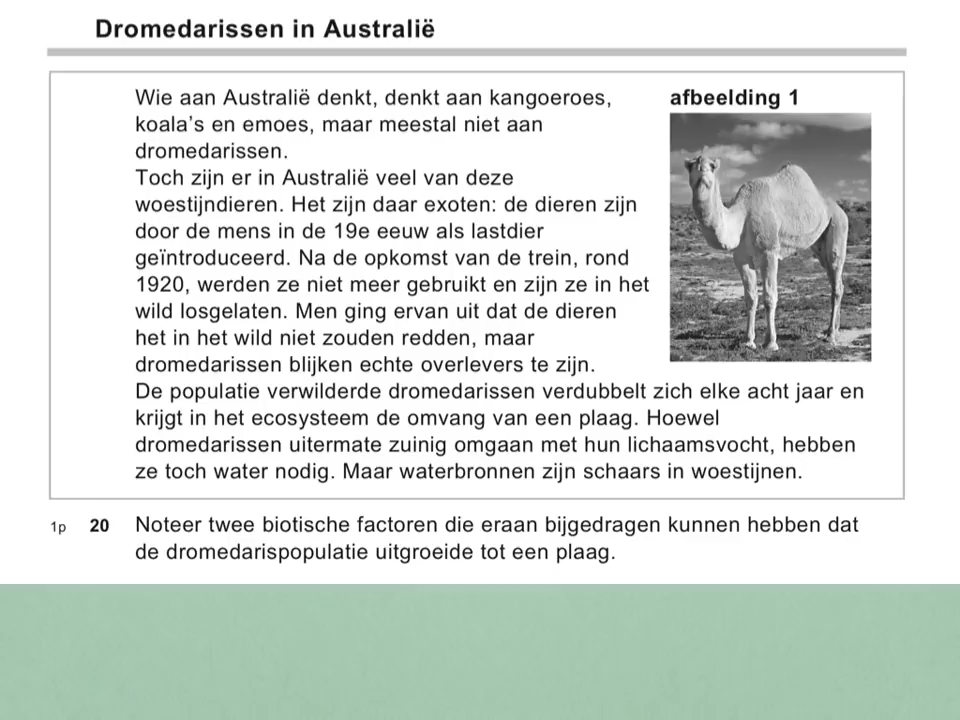 Dromedarissen in Australië
Wie aan Australië denkt, denkt aan kangoeroes,
koala's en emoes, maar meestal niet aan
dromedarissen.
Toch zijn er in Australië veel van deze
woestijndieren. Het zijn daar exoten: de dieren zijn
door de mens in de 19e eeuw als lastdier
geïntroduceerd. Na de opkomst van de trein, rond
1920, werden ze niet meer gebruikt en zijn ze in het
wild losgelaten. Men ging ervan uit dat de dieren
het in het wild niet zouden redden, maar
dromedarissen blijken echte overlevers te zijn.
De populatie verwilderde dromedarissen verdubbelt zich elke acht jaar en
krijgt in het ecosysteem de omvang van een plaag. Hoewel
dromedarissen uitermate zuinig omgaan met hun lichaamsvocht, hebben
ze toch water nodig. Maar waterbronnen zijn schaars in woestijnen.
afbeelding 1
1p 20 Noteer twee biotische factoren die eraan bijgedragen kunnen hebben dat
de dromedarispopulatie uitgroeide tot een plaag.